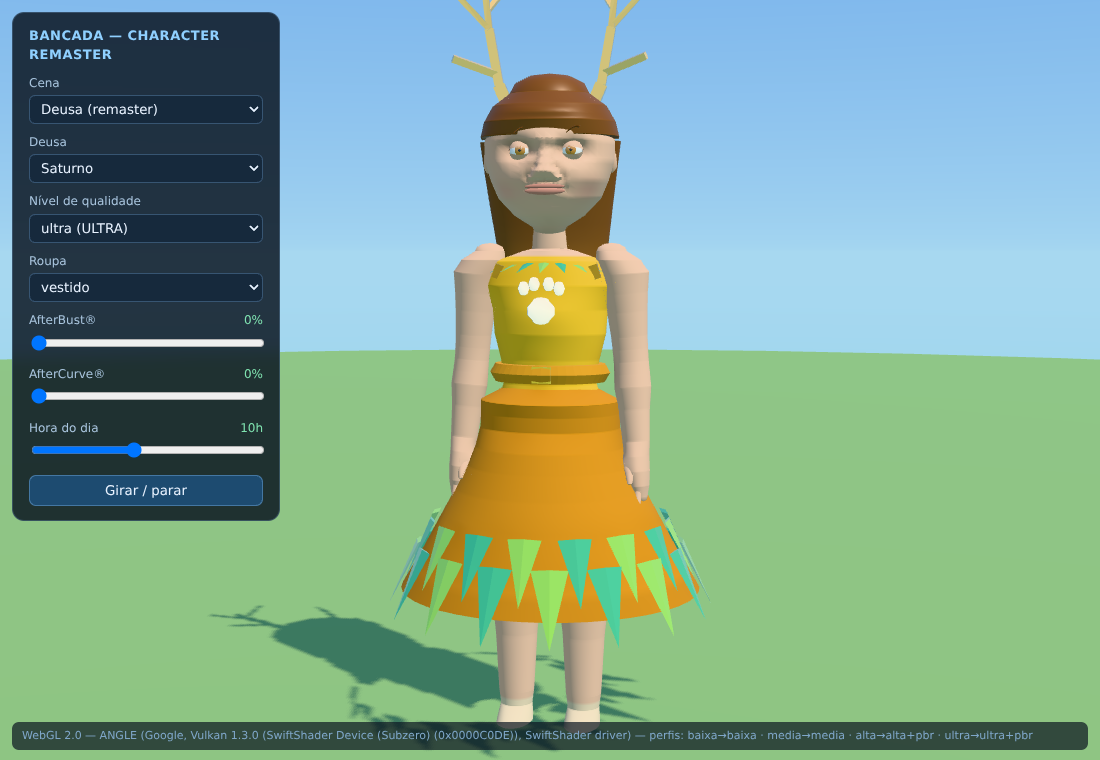 BANCADA — CHARACTER
REMASTER
Cena
Deusa (remaster)
Deusa
Saturno
Nível de qualidade
ultra (ULTRA)
Roupa
vestido
AfterBust® 0%
AfterCurve® 0%
Hora do dia 10h
Girar / parar
WebGL 2.0 — ANGLE (Google, Vulkan 1.3.0 (SwiftShader Device (Subzero) (0x0000C0DE)), SwiftShader driver) — perfis: baixa→baixa · media→media · alta→alta+pbr · ultra→ultra+pbr